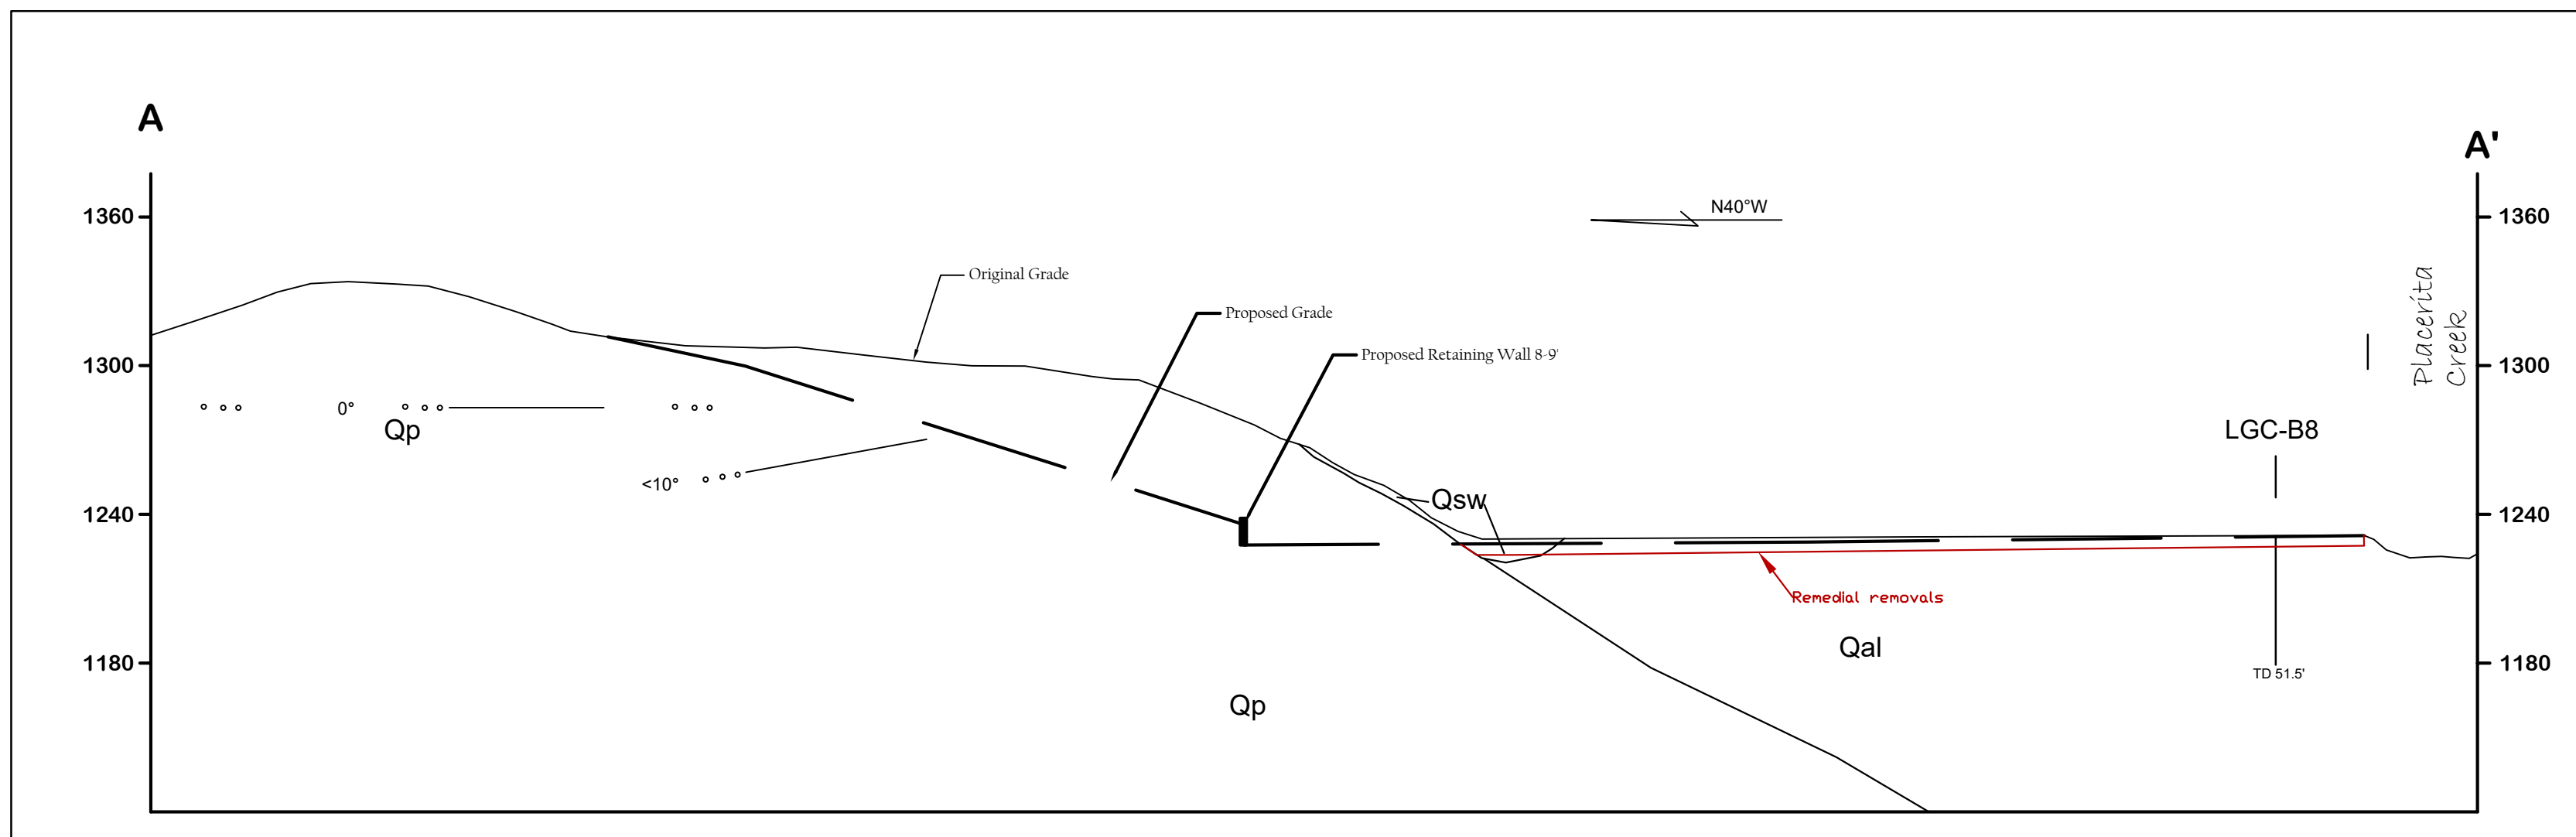 A
A'
1360
N40°W
1360
Original Grade
Proposed Grade
Proposed Retaining Wall 8-9'
1300
1300
Placerita
Creek
0°
Qp
LGC-B8
<10°
Qsw
1240
1240
Remedial removals
Qal
1180
1180
TD 51.5'
Qp